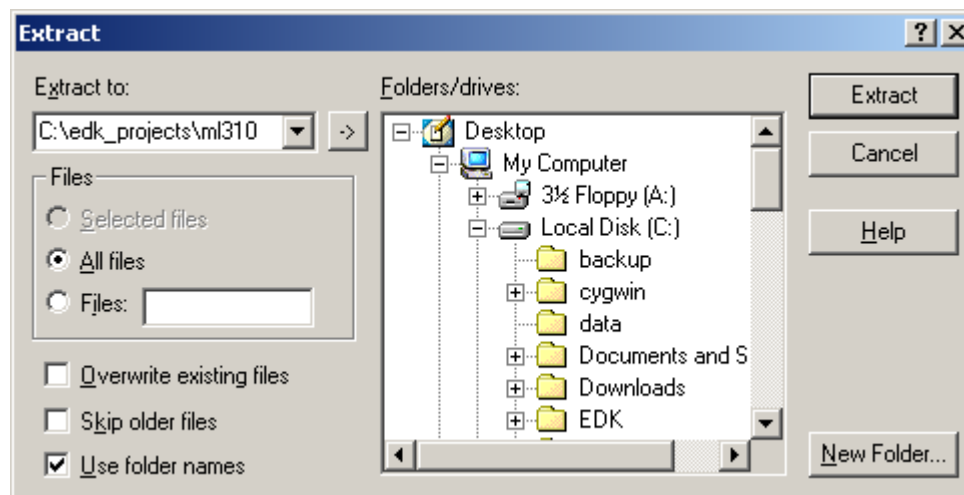 Extract
Extract to:
C:\edk_projects\ml310
->
Files
Selected files
All files
Files:
Overwrite existing files
Skip older files
Use folder names
Folders/drives:
Desktop
My Computer
3½ Floppy (A:)
Local Disk (C:)
backup
cygwin
data
Documents and S
Downloads
EDK
Extract
Cancel
Help
New Folder...